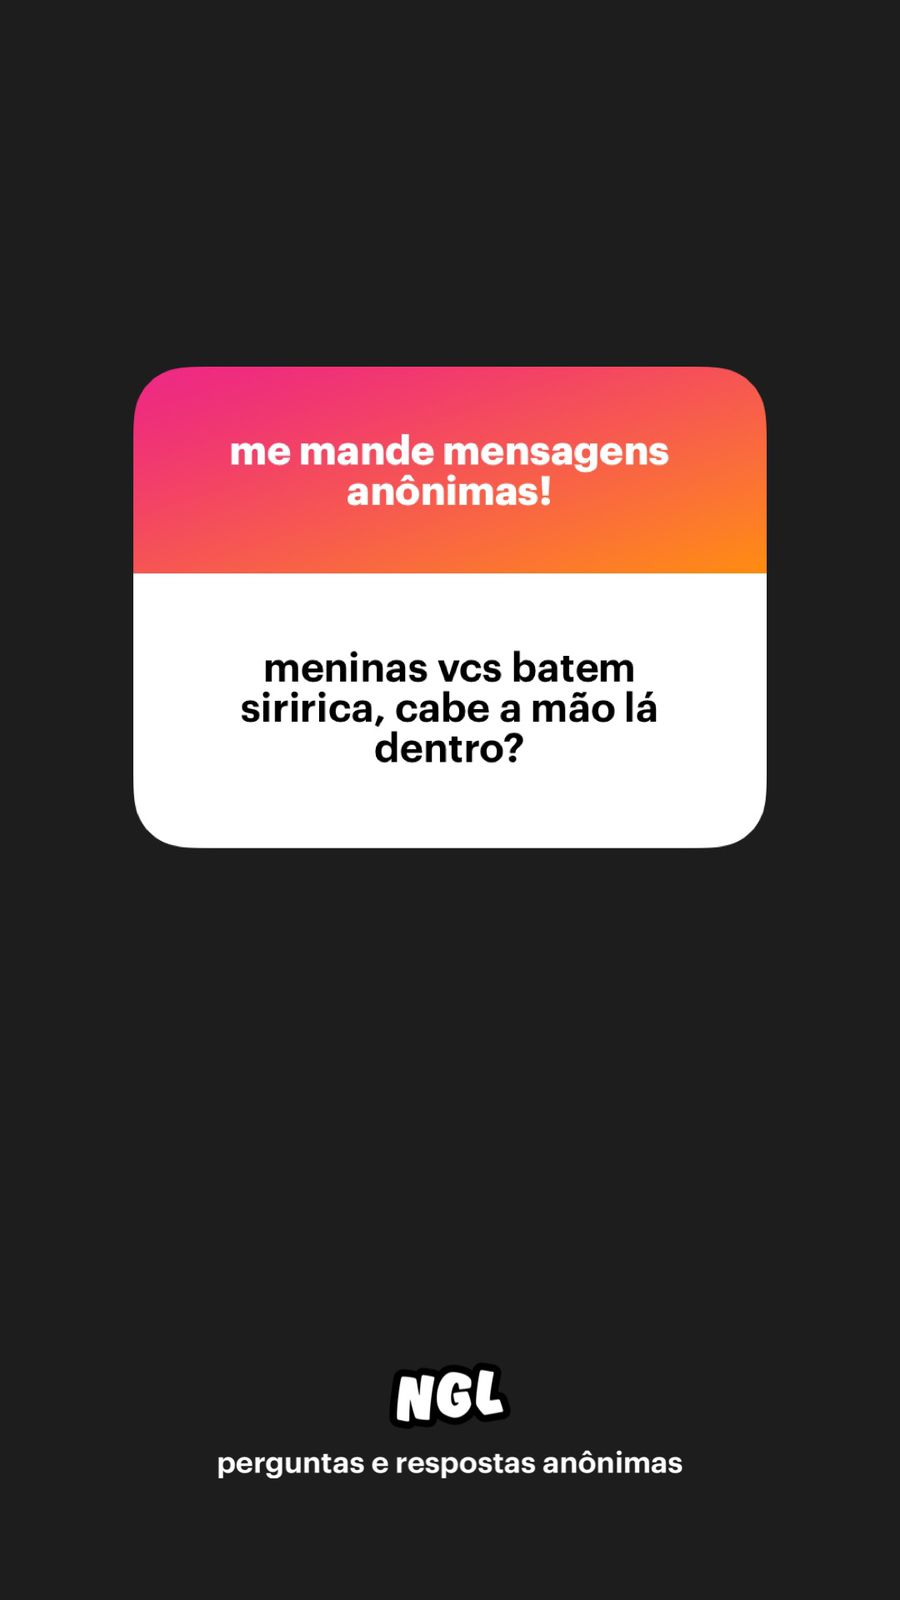 me mande mensagens
anônimas!
meninas vcs batem
siririca, cabe a mão lá
dentro?
NGL
perguntas e respostas anônimas